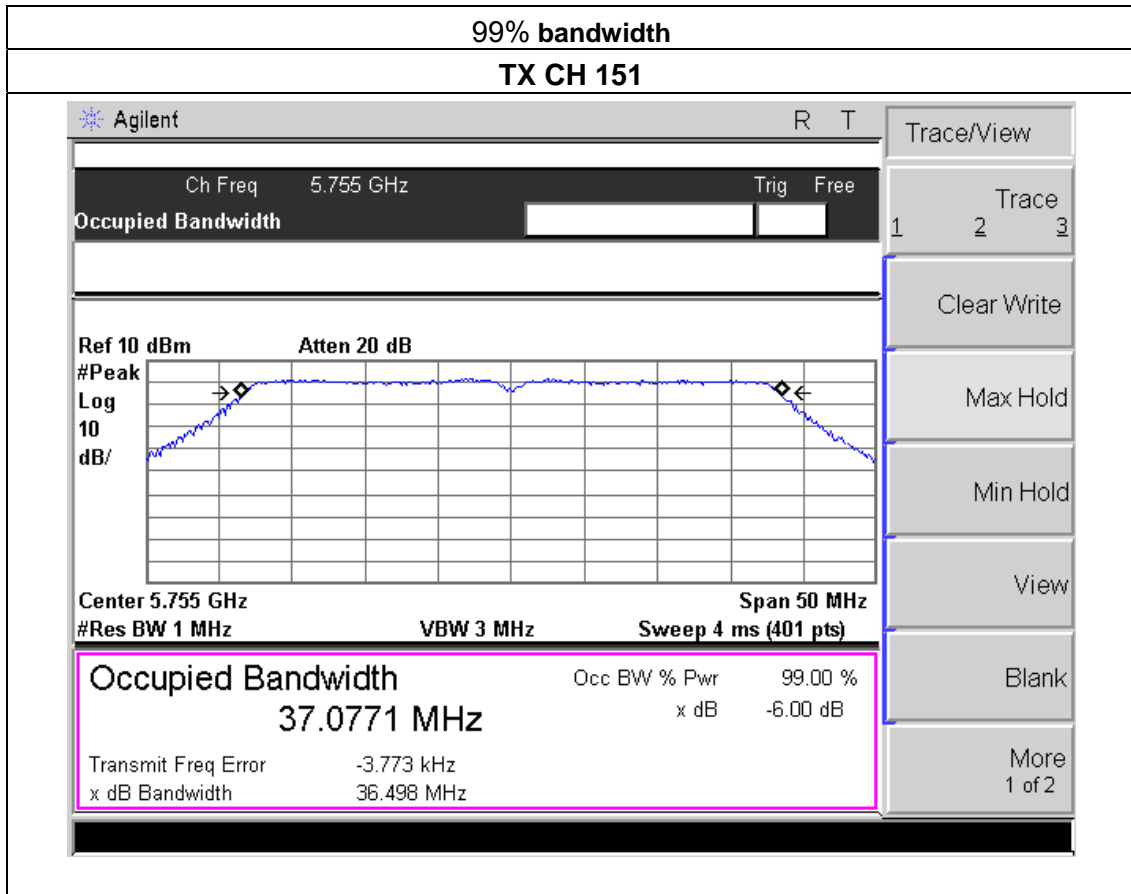 99% bandwidth
TX CH 151
Agilent R T
Trace/View
Ch Freq 5.755 GHz Trig Free
Occupied Bandwidth
Trace
1 2 3
Clear Write
Ref 10 dBm Atten 20 dB
#Peak
Log
10
dB/
Max Hold
Min Hold
View
Center 5.755 GHz Span 50 MHz
#Res BW 1 MHz VBW 3 MHz Sweep 4 ms (401 pts)
Occupied Bandwidth Occ BW % Pwr 99.00 %
37.0771 MHz x dB -6.00 dB
Blank
Transmit Freq Error -3.773 kHz
x dB Bandwidth 36.498 MHz
More
1 of 2